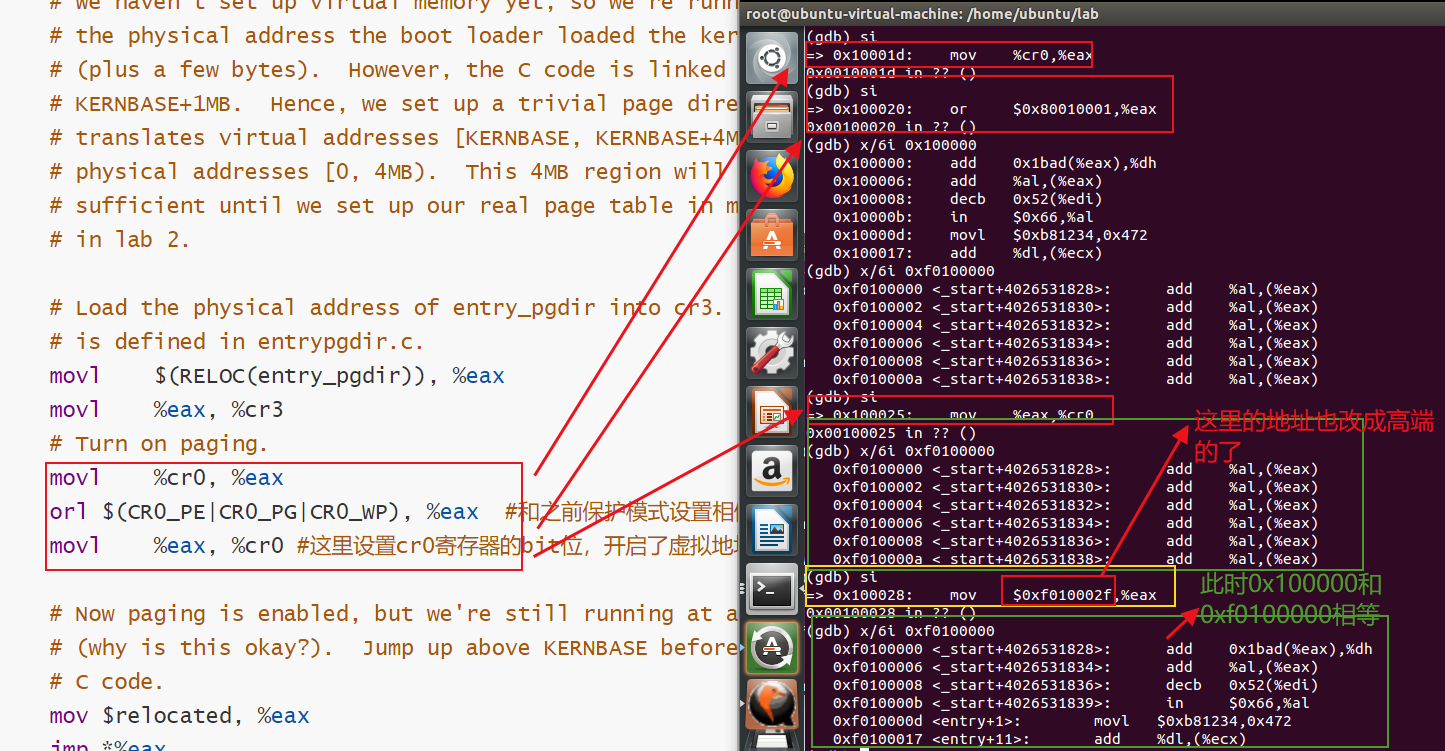 # We haven't set up virtual memory yet, so we're runn
# the physical address the boot loader loaded the ker
# (plus a few bytes).  However, the C code is linked
# KERNBASE+1MB.  Hence, we set up a trivial page dire
# translates virtual addresses [KERNBASE, KERNBASE+4M
# physical addresses [0, 4MB).  This 4MB region will
# sufficient until we set up our real page table in m
# in lab 2.
# Load the physical address of entry_pgdir into cr3.
# is defined in entrypgdir.c.
movl    $(RELOC(entry_pgdir)), %eax
movl    %eax, %cr3
# Turn on paging.
movl    %cr0, %eax
orl $(CR0_PE|CR0_PG|CR0_WP), %eax  #和之前保护模式设置相
movl    %eax, %cr0 #这里设置cr0寄存器的bit位，开启了虚拟地
# Now paging is enabled, but we're still running at a
# (why is this okay?).  Jump up above KERNBASE before
# C code.
mov $relocated, %eax
jmp *%eax
root@ubuntu-virtual-machine: /home/ubuntu/lab
(gdb) si
=> 0x10001d:    mov    %cr0,%eax
0x0010001d in ?? ()
(gdb) si
=> 0x100020:    or     $0x80010001,%eax
0x00100020 in ?? ()
(gdb) x/6i 0x100000
   0x100000:    add    0x1bad(%eax),%dh
   0x100006:    add    %al,(%eax)
   0x100008:    decb   0x52(%edi)
   0x10000b:    in     $0x66,%al
   0x10000d:    movl   $0xb81234,0x472
   0x100017:    add    %dl,(%ecx)
(gdb) x/6i 0xf0100000
   0xf0100000 <_start+4026531828>:      add    %al,(%eax)
   0xf0100002 <_start+4026531830>:      add    %al,(%eax)
   0xf0100004 <_start+4026531832>:      add    %al,(%eax)
   0xf0100006 <_start+4026531834>:      add    %al,(%eax)
   0xf0100008 <_start+4026531836>:      add    %al,(%eax)
   0xf010000a <_start+4026531838>:      add    %al,(%eax)
(gdb) si
=> 0x100025:    mov    %eax,%cr0
0x00100025 in ?? ()
(gdb) x/6i 0xf0100000
   0xf0100000 <_start+4026531828>:      add    %al,(%eax)
   0xf0100002 <_start+4026531830>:      add    %al,(%eax)
   0xf0100004 <_start+4026531832>:      add    %al,(%eax)
   0xf0100006 <_start+4026531834>:      add    %al,(%eax)
   0xf0100008 <_start+4026531836>:      add    %al,(%eax)
   0xf010000a <_start+4026531838>:      add    %al,(%eax)
(gdb) si
=> 0x100028:    mov    $0xf010002f,%eax
0x00100028 in ?? ()
(gdb) x/6i 0xf0100000
   0xf0100000 <_start+4026531828>:      add    0x1bad(%eax),%dh
   0xf0100006 <_start+4026531834>:      add    %al,(%eax)
   0xf0100008 <_start+4026531836>:      decb   0x52(%edi)
   0xf010000b <_start+4026531839>:      in     $0x66,%al
   0xf010000d <entry+1>:        movl   $0xb81234,0x472
   0xf0100017 <entry+11>:       add    %dl,(%ecx)
这里的地址也改成高端
的了
此时0x100000和
0xf0100000相等